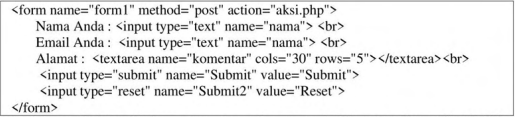 <form name="form1" method="post" action="aksi.php">
Nama Anda : <input type="text" name="nama"> <br>
Email Anda : <input type="text" name="nama"> <br>
Alamat : <textarea name="komentar" cols="30" rows="5"></textarea><br>
<input type="submit" name="Submit" value="Submit">
<input type="reset" name="Submit2" value="Reset">
</form>